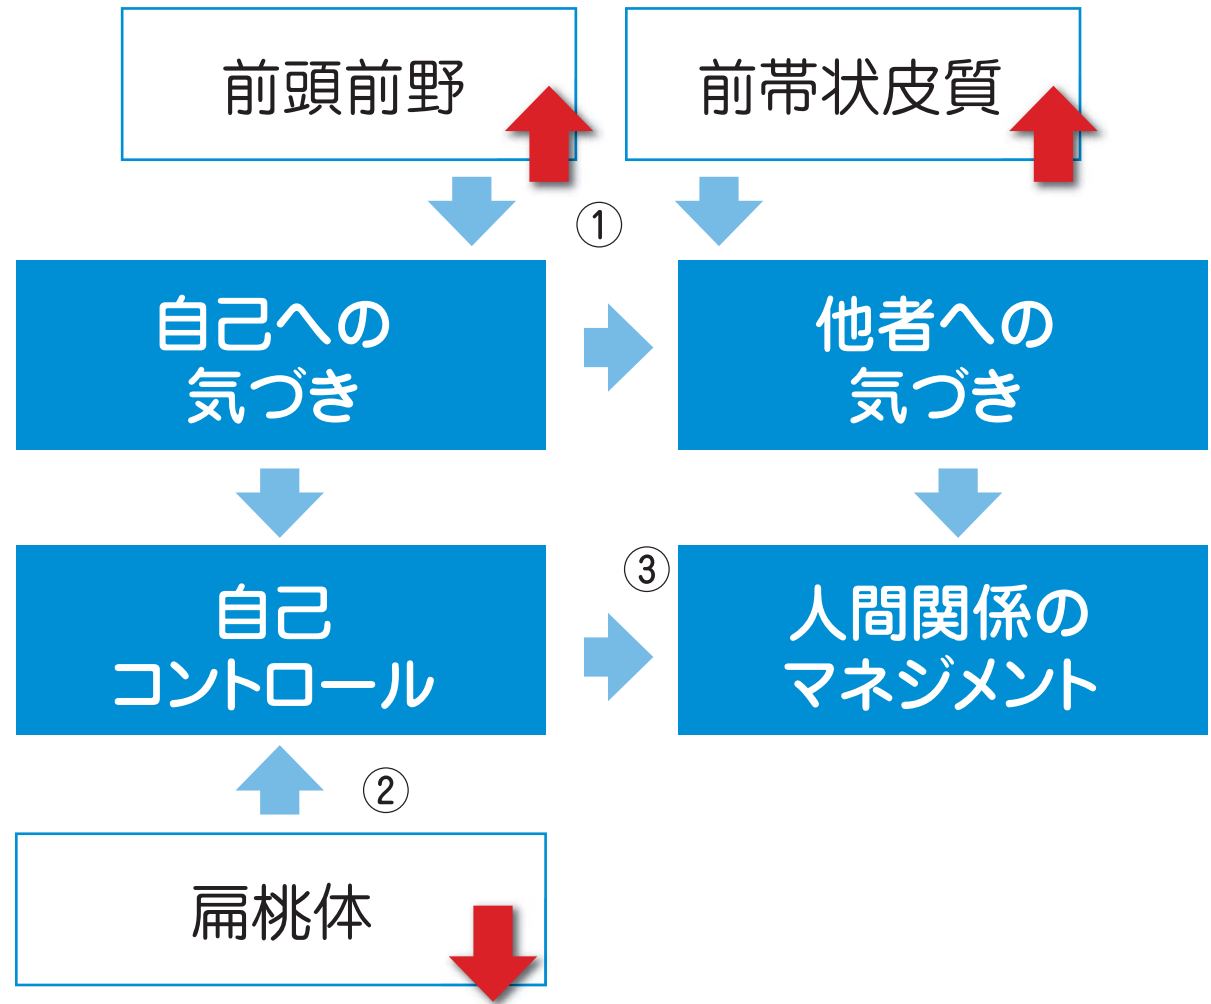 前頭前野
前帯状皮質
①
自己への
気づき
他者への
気づき
③
自己
コントロール
人間関係の
マネジメント
②
扁桃体